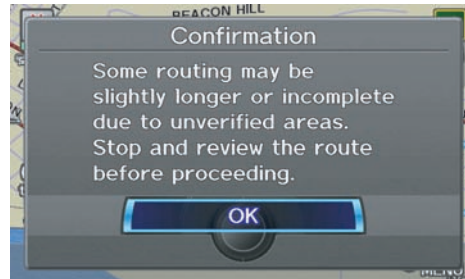 BEACON HILL
Confirmation
Some routing may be
slightly longer or incomplete
due to unverified areas.
Stop and review the route
before proceeding.
OK
MENU